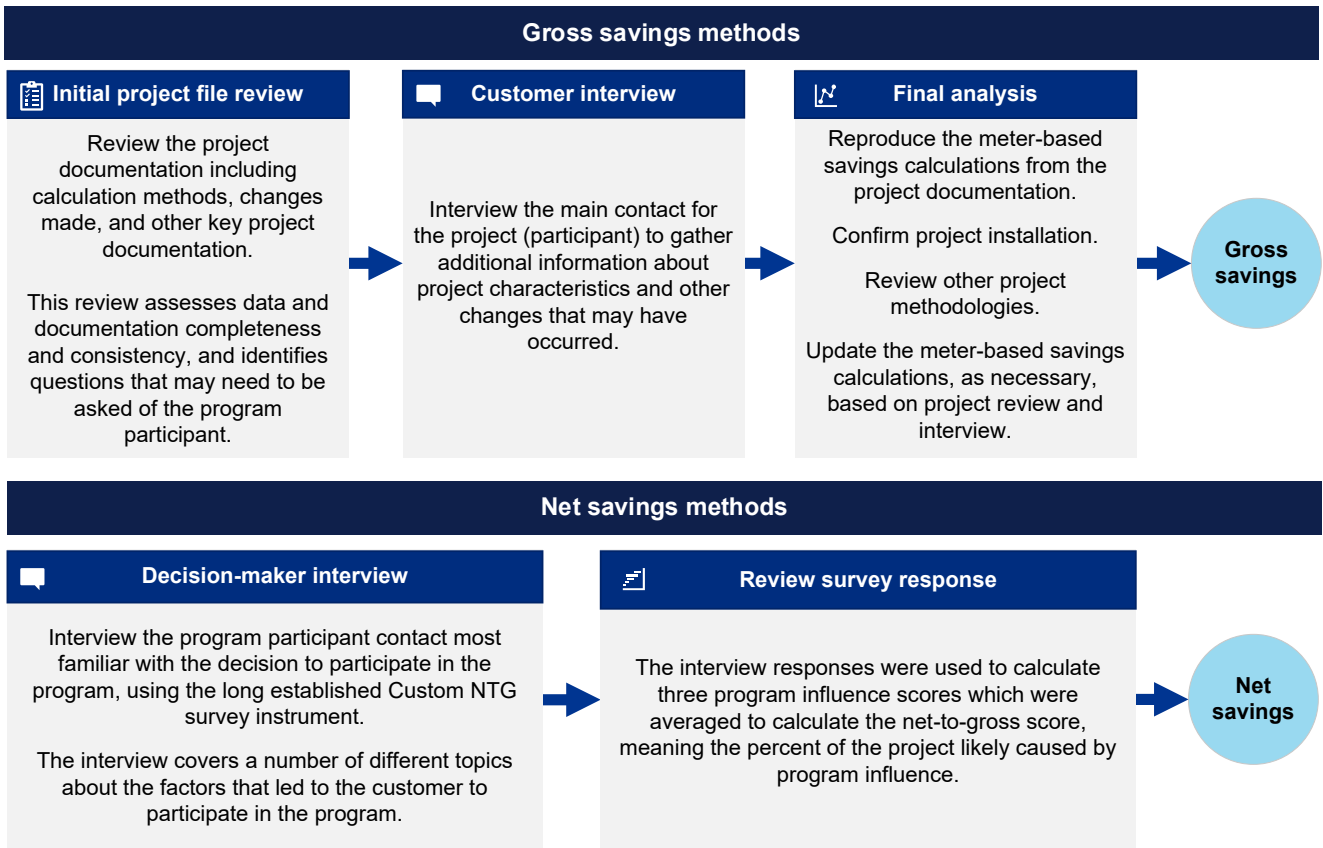 Gross savings methods
Initial project file review
Review the project
documentation including
calculation methods, changes
made, and other key project
documentation.
This review assesses data and
documentation completeness
and consistency, and identifies
questions that may need to be
asked of the program
participant.
Customer interview
Interview the main contact for
the project (participant) to gather
additional information about
project characteristics and other
changes that may have
occurred.
Final analysis
Reproduce the meter-based
savings calculations from the
project documentation.
Confirm project installation.
Review other project
methodologies.
Update the meter-based savings
calculations, as necessary,
based on project review and
interview.
Gross
savings
Net savings methods
Decision-maker interview
Interview the program participant contact most
familiar with the decision to participate in the
program, using the long established Custom NTG
survey instrument.
The interview covers a number of different topics
about the factors that led to the customer to
participate in the program.
Review survey response
The interview responses were used to calculate
three program influence scores which were
averaged to calculate the net-to-gross score,
meaning the percent of the project likely caused by
program influence.
Net
savings